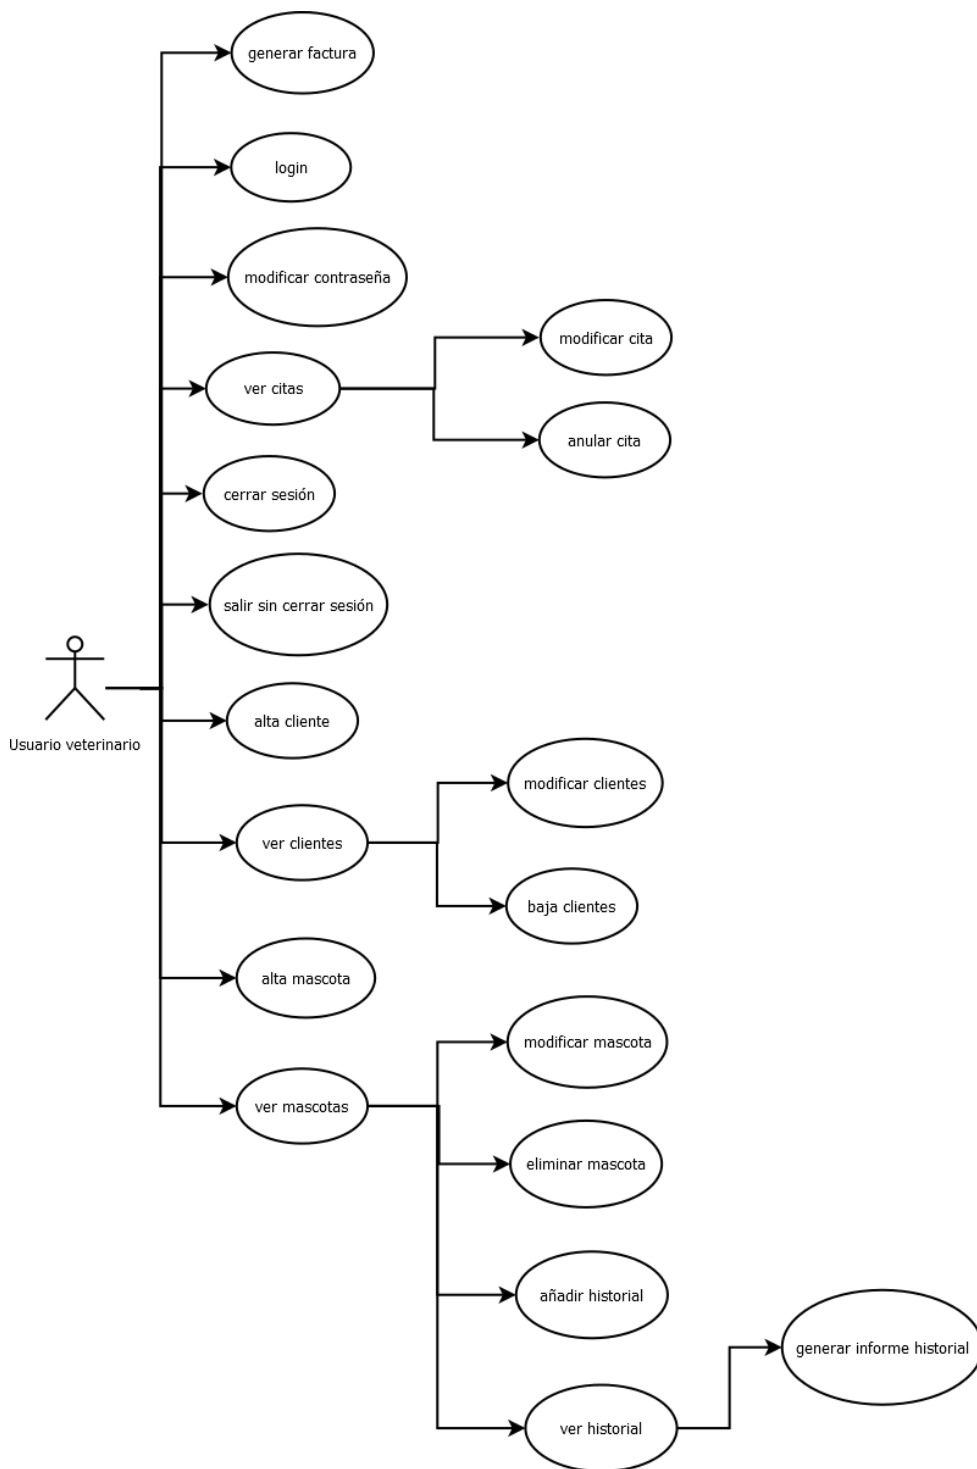 generar factura
login
modificar contraseña
modificar cita
ver citas
anular cita
cerrar sesión
salir sin cerrar sesión
Usuario veterinario
alta cliente
modificar clientes
ver clientes
baja clientes
alta mascota
modificar mascota
ver mascotas
eliminar mascota
añadir historial
generar informe historial
ver historial